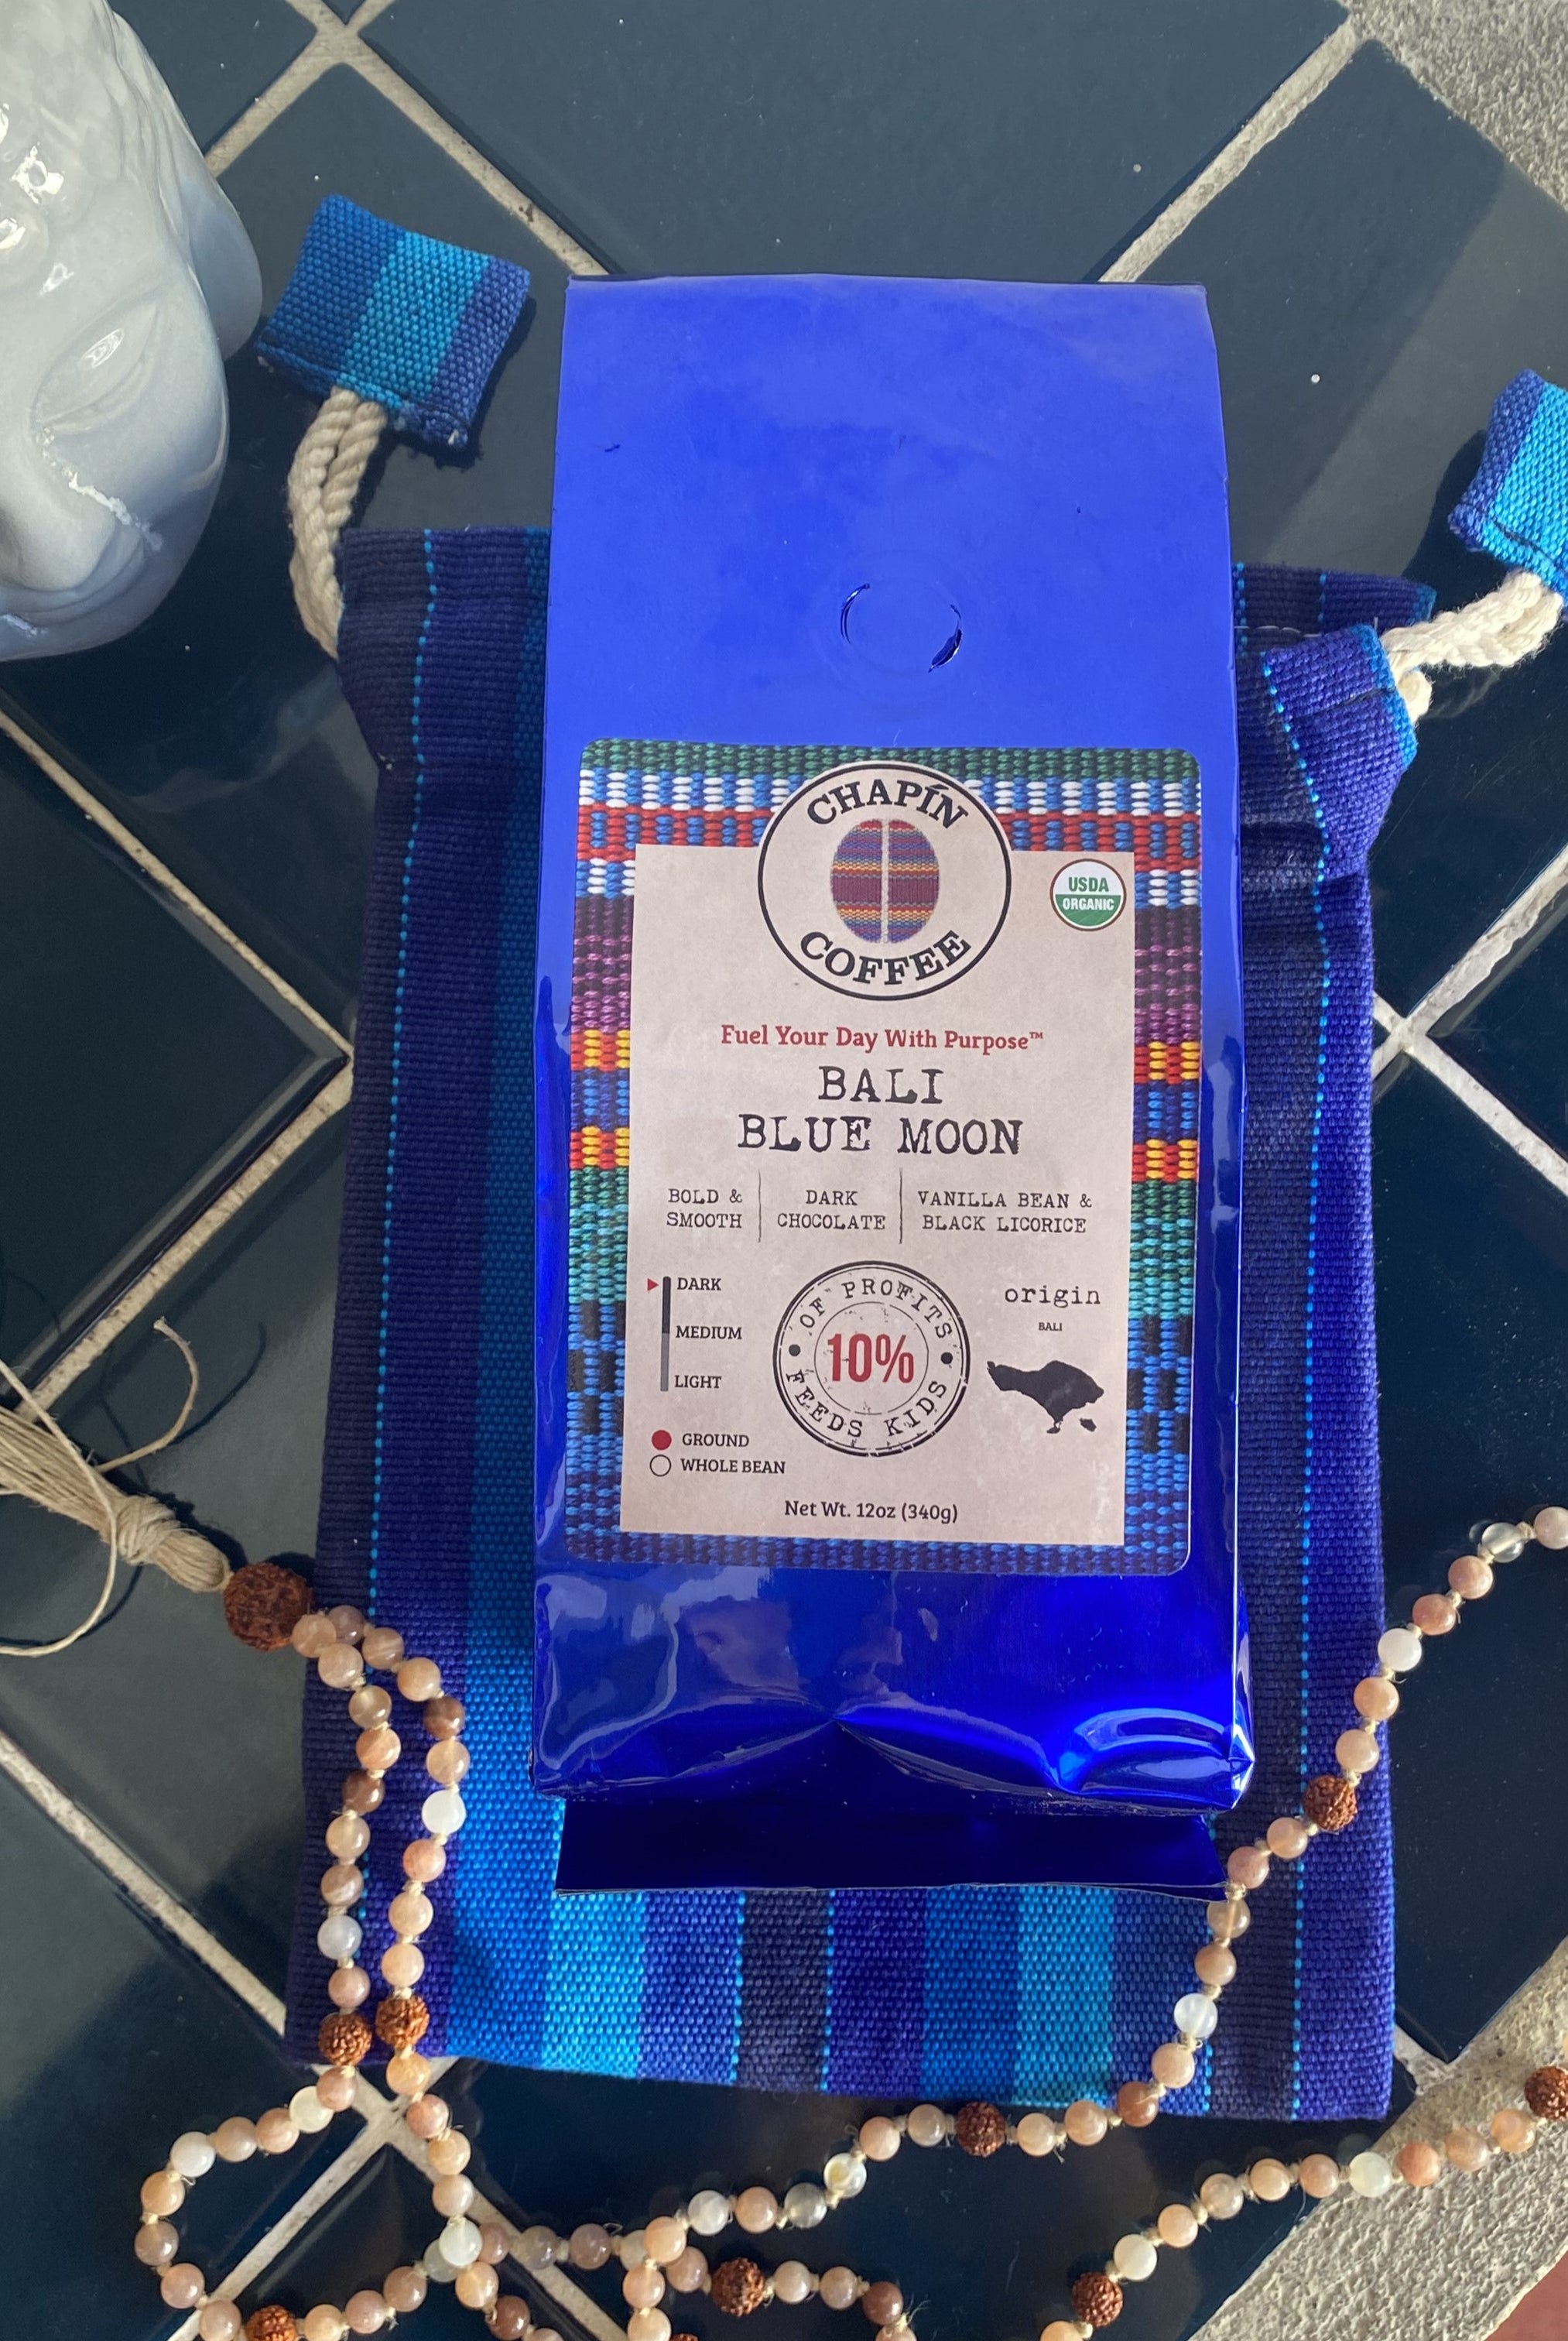 CHAPÍN
COFFEE
USDA
ORGANIC
Fuel Your Day With Purpose™
BALI
BLUE MOON
BOLD &
SMOOTH
DARK
CHOCOLATE
VANILLA BEAN &
BLACK LICORICE
DARK
MEDIUM
LIGHT
10%
OF PROFITS
FEEDS KIDS
origin
BALI
GROUND
WHOLE BEAN
Net Wt. 12oz (340g)